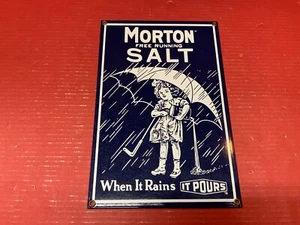 MORTON
FREE RUNNING
SALT
When It Rains IT POURS